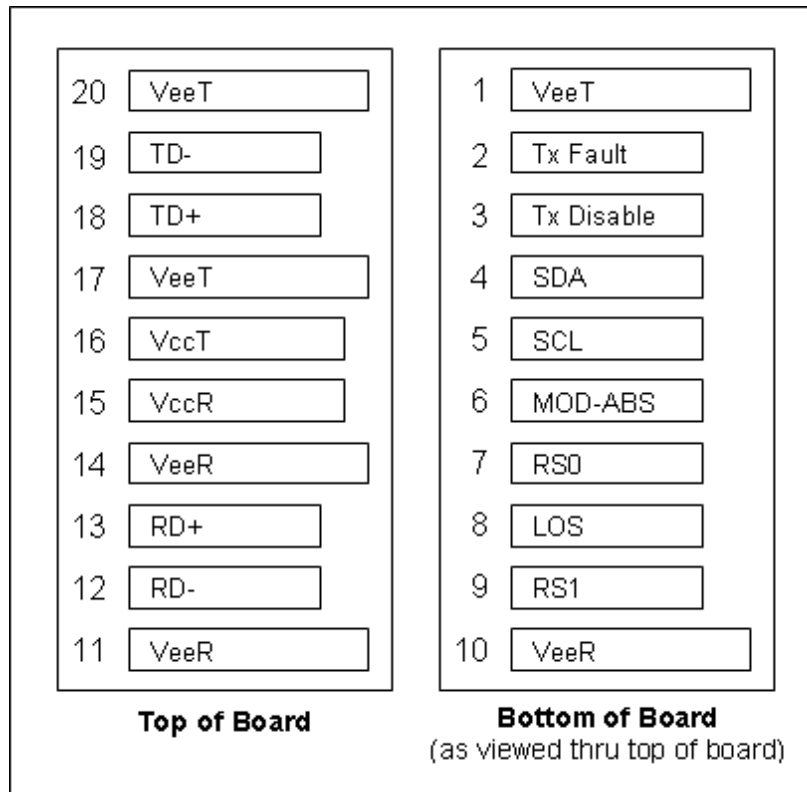 20 VeeT
19 TD-
18 TD+
17 VeeT
16 VccT
15 VccR
14 VeeR
13 RD+
12 RD-
11 VeeR
Top of Board
1 VeeT
2 Tx Fault
3 Tx Disable
4 SDA
5 SCL
6 MOD-ABS
7 RS0
8 LOS
9 RS1
10 VeeR
Bottom of Board
(as viewed thru top of board)